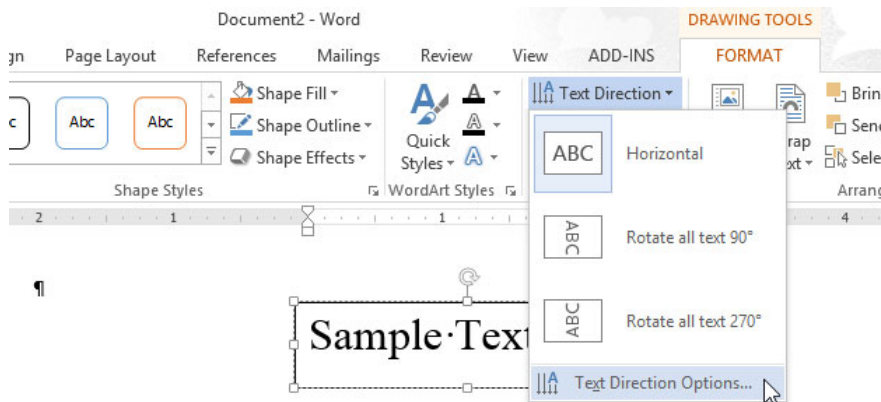 Document2 - Word
DRAWING TOOLS
gn Page Layout References Mailings Review View ADD-INS FORMAT
Abc Abc
Shape Fill
Shape Outline
Shape Effects
Shape Styles
Quick
Styles
WordArt Styles
Text Direction
ABC Horizontal
ABC Rotate all text 90°
ABC Rotate all text 270°
Text Direction Options...
Brin
Send
Sele
rap
xt
Arrang
2 1 1 4
¶
Sample·Text